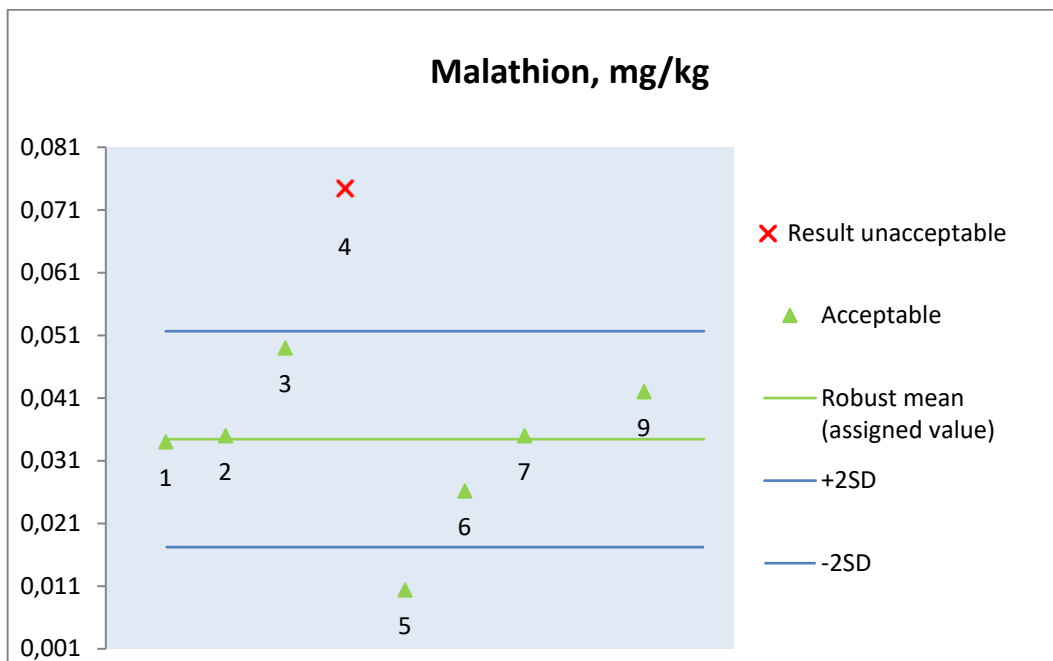 Malathion, mg/kg
0,081
0,071
0,061
0,051
0,041
0,031
0,021
0,011
0,001
1
2
3
4
5
6
7
9
Result unacceptable
Acceptable
Robust mean
(assigned value)
+2SD
-2SD